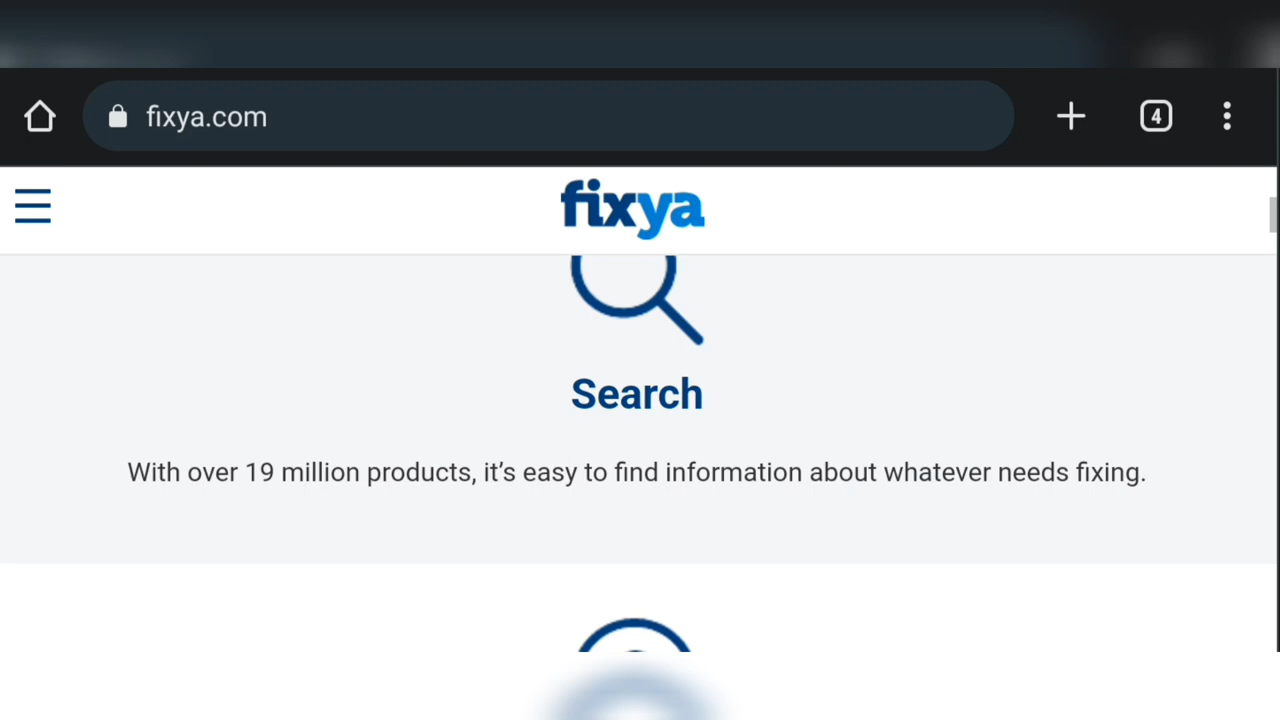 fixya.com
4
fixya
Search
With over 19 million products, it’s easy to find information about whatever needs fixing.